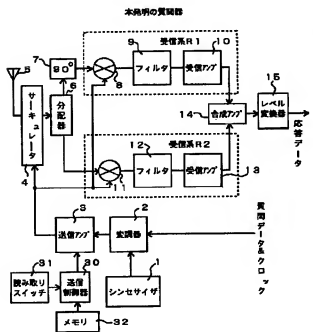 本発明の質問器
受信系R1
7
90°
5
6
8
9
フィルタ
10
受信アンプ
分配器
サーキュレータ
4
14
合成アンプ
15
レベル変換器
応答データ
受信系R2
11
12
フィルタ
受信アンプ
13
3
送信アンプ
2
変調器
質問データ&クロック
31
読み取りスイッチ
30
送信制御器
1
シンセサイザ
メモリ
32